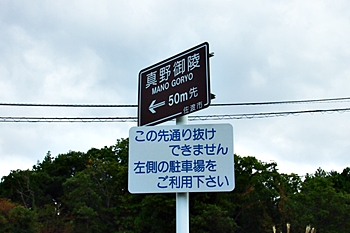 真野御陵
MANO GORYO
←50m先
佐渡市
この先通り抜け
できません
左側の駐車場を
ご利用下さい